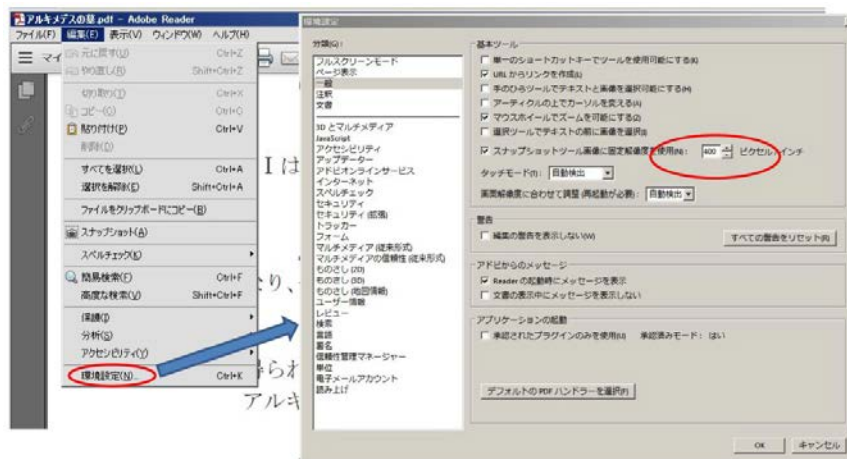 アルキメデスの墓.pdf - Adobe Reader
ファイル(F) 編集(E) 表示(V) ウィンドウ(W) ヘルプ(H)
元に戻す(U) Ctrl+Z
やり直し(R) Shift+Ctrl+Z
切り取り(T) Ctrl+X
コピー(C) Ctrl+C
貼り付け(P) Ctrl+V
削除(D)
すべてを選択(L) Ctrl+A
選択を解除(E) Shift+Ctrl+A
ファイルをクリップボードにコピー(B)
スナップショット(A)
スペルチェック(K)
簡易検索(F) Ctrl+F
高度な検索(V) Shift+Ctrl+F
保護(I)
分析(S)
アクセシビリティ(Y)
環境設定(N)... Ctrl+K
マイ
I は
より、
得られ
アルキ
環境設定
分類(G):
フルスクリーンモード
ページ表示
一般
注釈
文書
3D とマルチメディア
JavaScript
アクセシビリティ
アップデーター
アドビオンラインサービス
インターネット
スペルチェック
セキュリティ
セキュリティ (拡張)
トラッカー
フォーム
マルチメディア (従来形式)
マルチメディアの信頼性 (従来形式)
ものさし (2D)
ものさし (3D)
ものさし (地図情報)
ユーザー情報
レビュー
検索
言語
署名
信頼性管理マネージャー
単位
電子メールアカウント
読み上げ
基本ツール
単一のショートカットキーでツールを使用可能にする(K)
URL からリンクを作成(L)
手のひらツールでテキストと画像を選択可能にする(H)
アーティクルの上でカーソルを変える(A)
マウスホイールでズームを可能にする(Z)
選択ツールでテキストの前に画像を選択(I)
スナップショットツール画像に固定解像度を使用(N): 400 ピクセル/インチ
タッチモード(T): 自動検出
画面解像度に合わせて調整 (再起動が必要): 自動検出
警告
編集の警告を表示しない(W) すべての警告をリセット(R)
アドビからのメッセージ
Reader の起動時にメッセージを表示
文書の表示中にメッセージを表示しない
アプリケーションの起動
承認されたプラグインのみを使用(U) 承認済みモード: はい
デフォルトの PDF ハンドラーを選択(F)
OK キャンセル